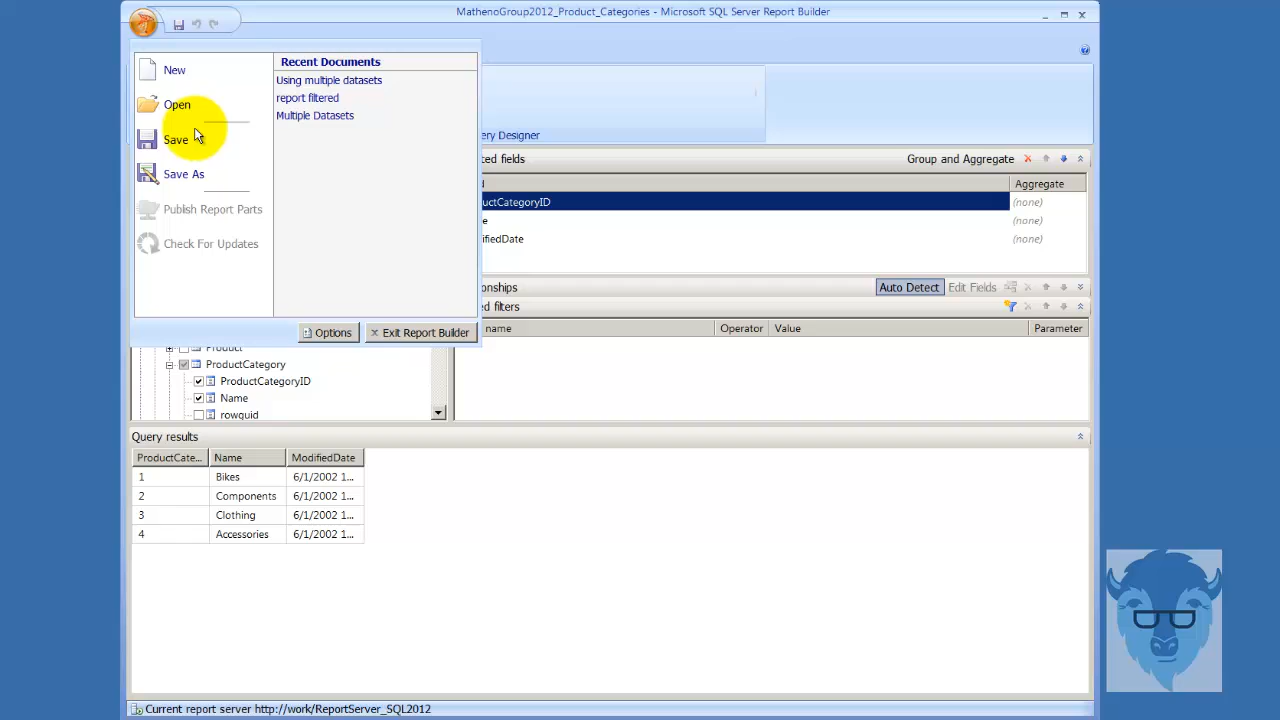 MathenoGroup2012_Product_Categories - Microsoft SQL Server Report Builder
New
Open
Save
Save As
Publish Report Parts
Check For Updates
Recent Documents
Using multiple datasets
report filtered
Multiple Datasets
Options
Exit Report Builder
ery Designer
ted fields
Group and Aggregate
d
Aggregate
uctCategoryID
(none)
e
(none)
ifiedDate
(none)
onships
Auto Detect
Edit Fields
ed filters
name
Operator
Value
Parameter
Product
ProductCategory
ProductCategoryID
Name
rowguid
Query results
ProductCate... Name ModifiedDate
1 Bikes 6/1/2002 1...
2 Components 6/1/2002 1...
3 Clothing 6/1/2002 1...
4 Accessories 6/1/2002 1...
Current report server http://work/ReportServer_SQL2012